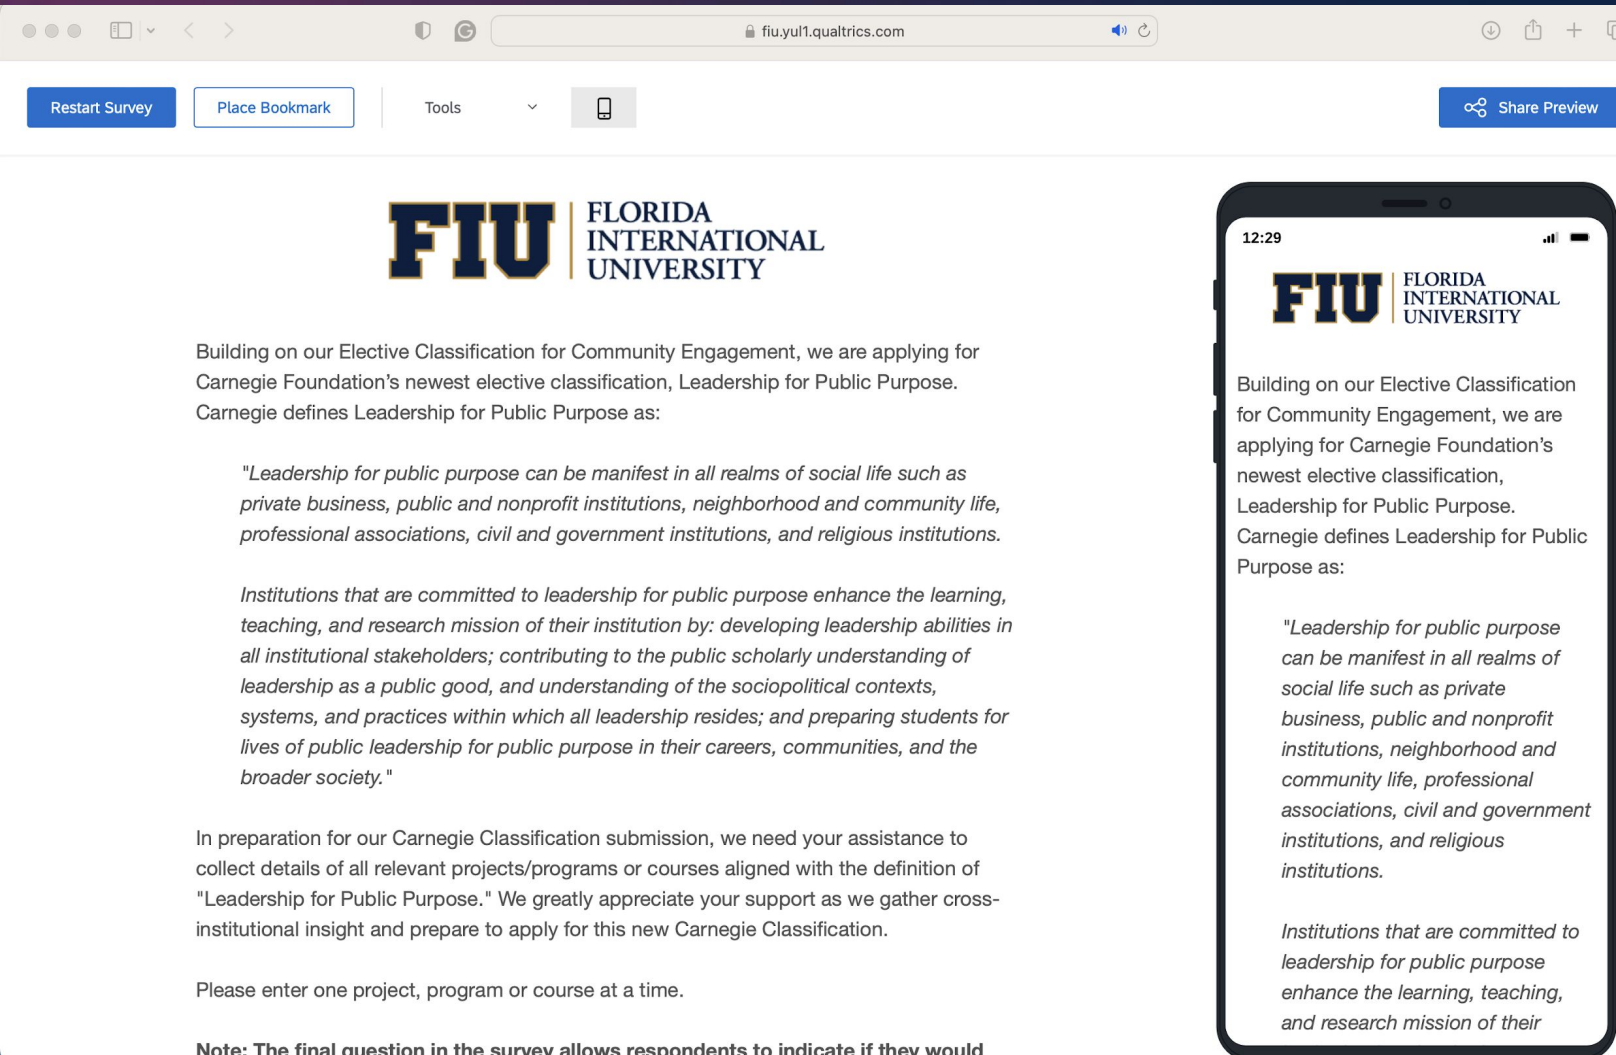 fiu.yul1.qualtrics.com
Restart Survey
Place Bookmark
Tools
Share Preview
FIU
FLORIDA
INTERNATIONAL
UNIVERSITY
Building on our Elective Classification for Community Engagement, we are applying for
Carnegie Foundation’s newest elective classification, Leadership for Public Purpose.
Carnegie defines Leadership for Public Purpose as:
"Leadership for public purpose can be manifest in all realms of social life such as
private business, public and nonprofit institutions, neighborhood and community life,
professional associations, civil and government institutions, and religious institutions.
Institutions that are committed to leadership for public purpose enhance the learning,
teaching, and research mission of their institution by: developing leadership abilities in
all institutional stakeholders; contributing to the public scholarly understanding of
leadership as a public good, and understanding of the sociopolitical contexts,
systems, and practices within which all leadership resides; and preparing students for
lives of public leadership for public purpose in their careers, communities, and the
broader society."
In preparation for our Carnegie Classification submission, we need your assistance to
collect details of all relevant projects/programs or courses aligned with the definition of
"Leadership for Public Purpose." We greatly appreciate your support as we gather cross-
institutional insight and prepare to apply for this new Carnegie Classification.
Please enter one project, program or course at a time.
Note: The final question in the survey allows respondents to indicate if they would
12:29
FIU
FLORIDA
INTERNATIONAL
UNIVERSITY
Building on our Elective Classification
for Community Engagement, we are
applying for Carnegie Foundation’s
newest elective classification,
Leadership for Public Purpose.
Carnegie defines Leadership for Public
Purpose as:
"Leadership for public purpose
can be manifest in all realms of
social life such as private
business, public and nonprofit
institutions, neighborhood and
community life, professional
associations, civil and government
institutions, and religious
institutions.
Institutions that are committed to
leadership for public purpose
enhance the learning, teaching,
and research mission of their